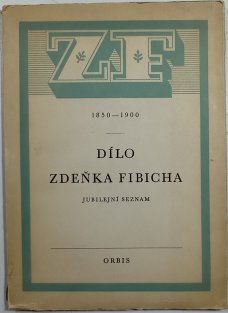 ZF
1850—1900
DÍLO
ZDEŇKA FIBICHA
JUBILEJNÍ SEZNAM
ORBIS